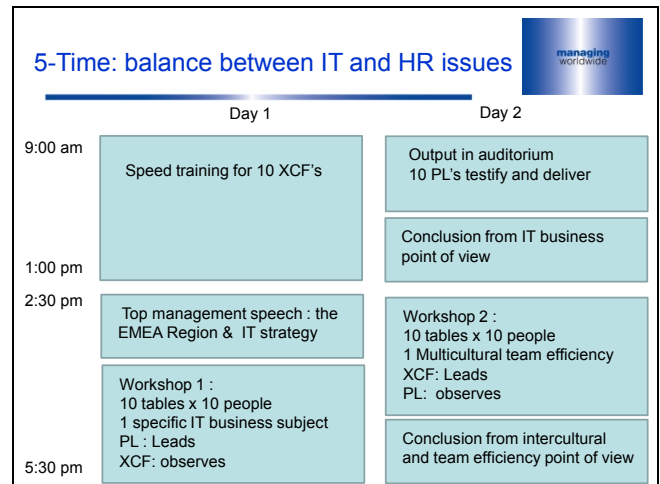 5-Time: balance between IT and HR issues
managing
worldwide
Day 1
Day 2
9:00 am
Speed training for 10 XCF's
1:00 pm
2:30 pm
Top management speech : the
EMEA Region & IT strategy
Workshop 1 :
10 tables x 10 people
1 specific IT business subject
PL : Leads
XCF: observes
5:30 pm
Output in auditorium
10 PL's testify and deliver
Conclusion from IT business
point of view
Workshop 2 :
10 tables x 10 people
1 Multicultural team efficiency
XCF: Leads
PL: observes
Conclusion from intercultural
and team efficiency point of view